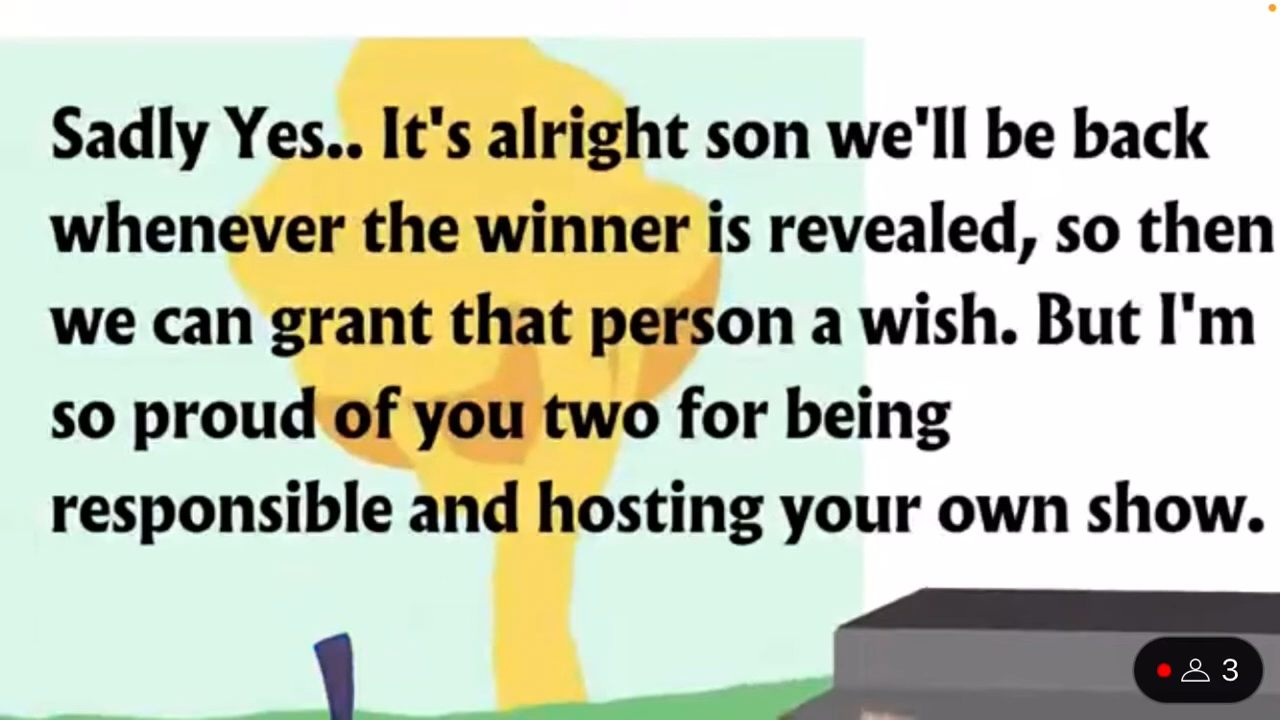 Sadly Yes.. It's alright son we'll be back
whenever the winner is revealed, so then
we can grant that person a wish. But I'm
so proud of you two for being
responsible and hosting your own show.
3